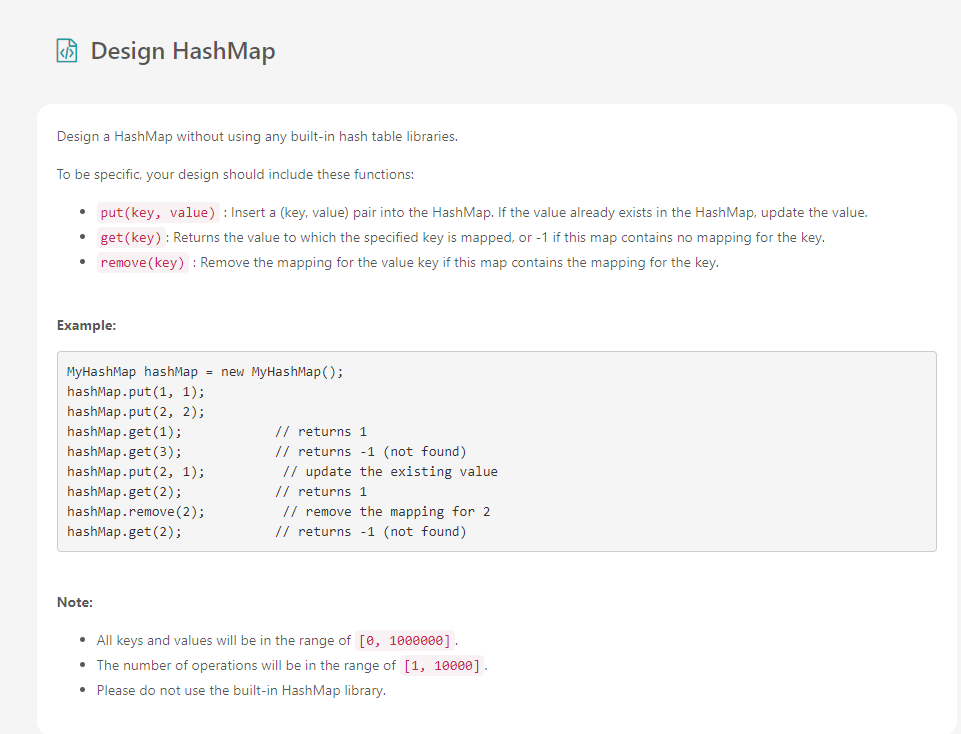 Design HashMap
Design a HashMap without using any built-in hash table libraries.
To be specific, your design should include these functions:
put(key, value) : Insert a (key, value) pair into the HashMap. If the value already exists in the HashMap, update the value.
get(key): Returns the value to which the specified key is mapped, or -1 if this map contains no mapping for the key.
remove(key) : Remove the mapping for the value key if this map contains the mapping for the key.
Example:
MyHashMap hashMap = new MyHashMap();
hashMap.put(1, 1);
hashMap.put(2, 2);
hashMap.get(1);            // returns 1
hashMap.get(3);            // returns -1 (not found)
hashMap.put(2, 1);          // update the existing value
hashMap.get(2);            // returns 1
hashMap.remove(2);          // remove the mapping for 2
hashMap.get(2);            // returns -1 (not found)
Note:
All keys and values will be in the range of [0, 1000000].
The number of operations will be in the range of [1, 10000].
Please do not use the built-in HashMap library.